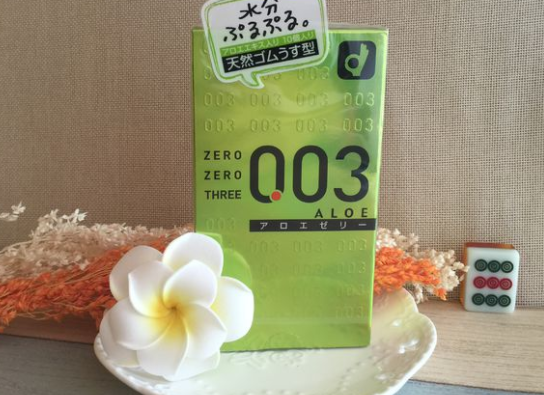 水分
ぷるぷる。
アロエエキス入り 10個入り
天然ゴムうす型
003 003 003 003
003 003 003 003
ZERO
ZERO
THREE
0.03
ALOE
アロエゼリー